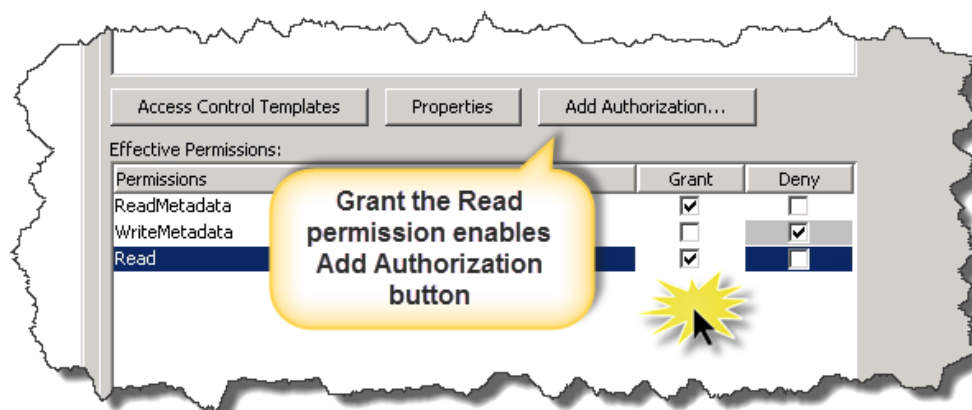 Access Control Templates Properties Add Authorization...
Effective Permissions:
Permissions Grant Deny
ReadMetadata
WriteMetadata
Read
Grant the Read
permission enables
Add Authorization
button